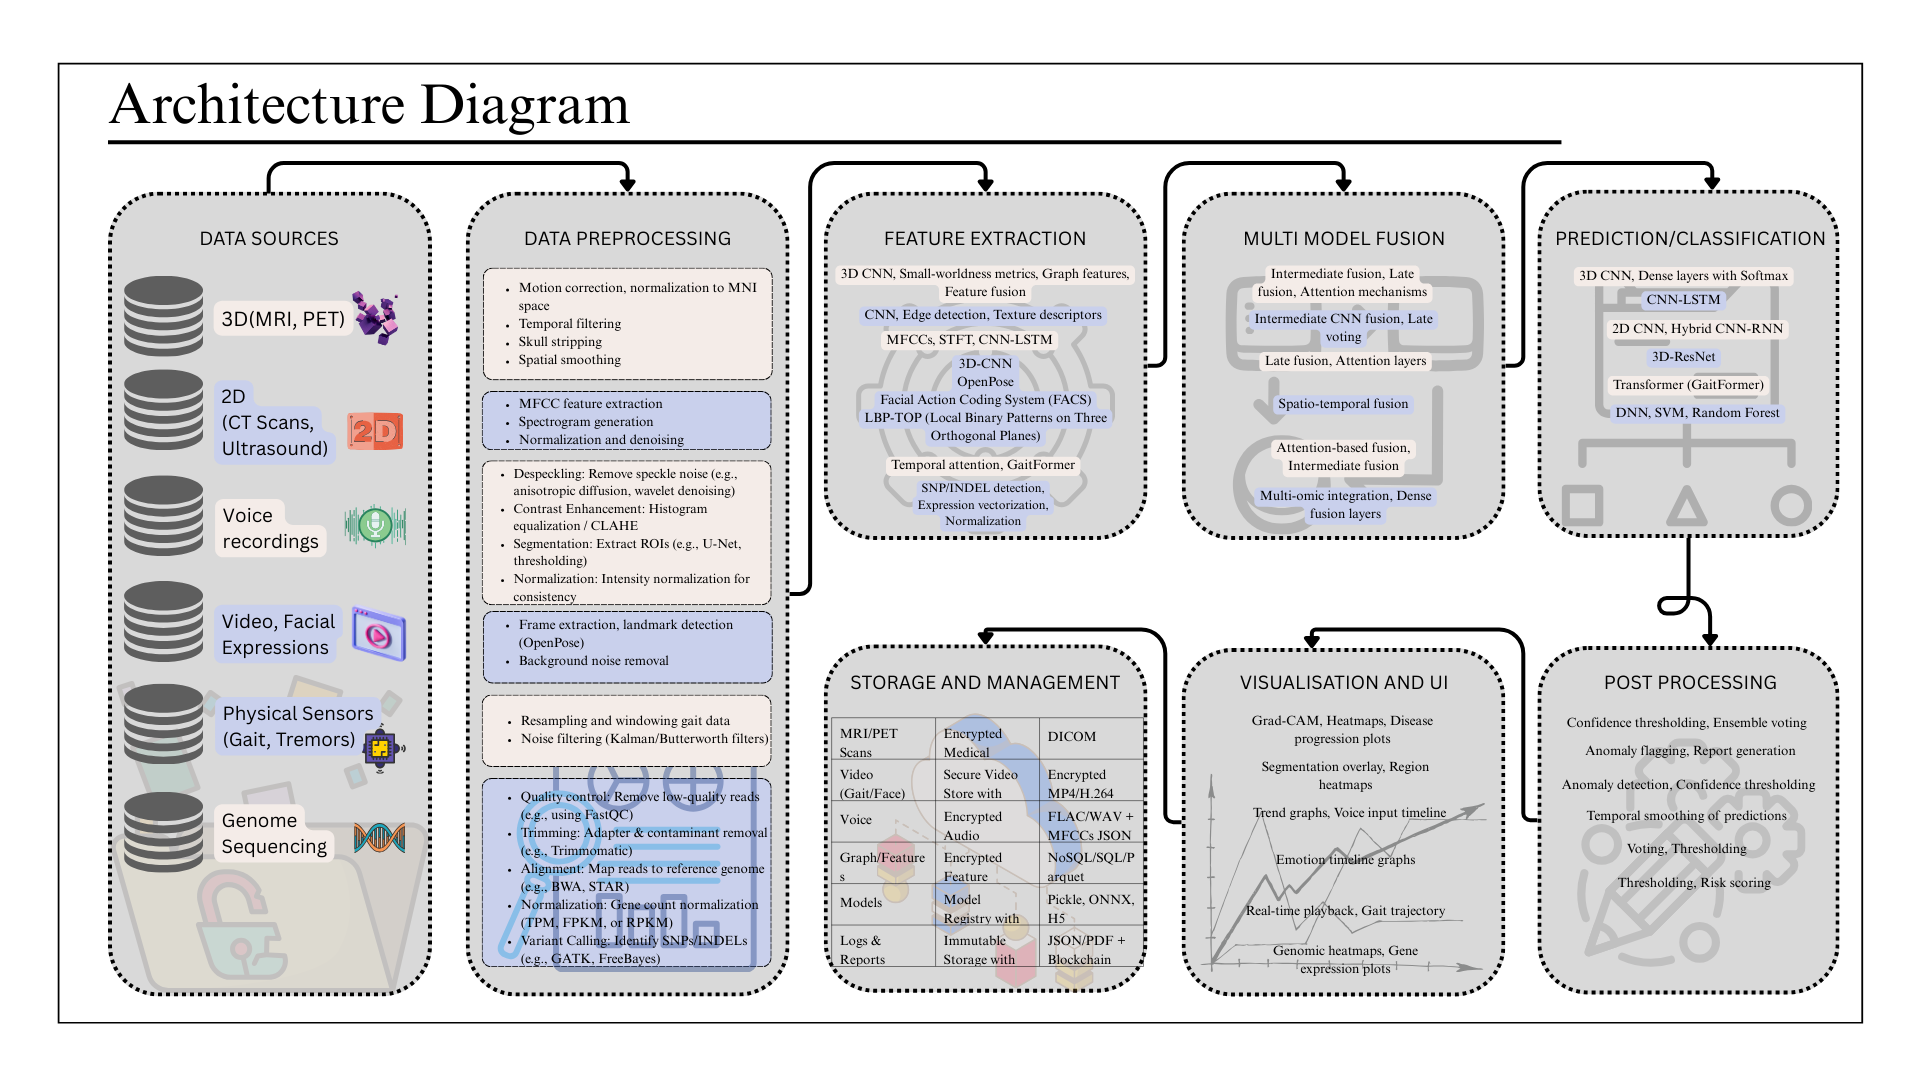 Architecture Diagram
DATA SOURCES
3D(MRI, PET)
2D
(CT Scans,
Ultrasound)
2D
Voice
recordings
Video, Facial
Expressions
Physical Sensors
(Gait, Tremors)
Genome
Sequencing
DATA PREPROCESSING
• Motion correction, normalization to MNI
space
• Temporal filtering
• Skull stripping
• Spatial smoothing
• MFCC feature extraction
• Spectrogram generation
• Normalization and denoising
• Despeckling: Remove speckle noise (e.g.,
anisotropic diffusion, wavelet denoising)
• Contrast Enhancement: Histogram
equalization / CLAHE
• Segmentation: Extract ROIs (e.g., U-Net,
thresholding)
• Normalization: Intensity normalization for
consistency
• Frame extraction, landmark detection
(OpenPose)
• Background noise removal
• Resampling and windowing gait data
• Noise filtering (Kalman/Butterworth filters)
• Quality control: Remove low-quality reads
(e.g., using FastQC)
• Trimming: Adapter & contaminant removal
(e.g., Trimmomatic)
• Alignment: Map reads to reference genome
(e.g., BWA, STAR)
• Normalization: Gene count normalization
(TPM, FPKM, or RPKM)
• Variant Calling: Identify SNPs/INDELs
(e.g., GATK, FreeBayes)
FEATURE EXTRACTION
3D CNN, Small-worldness metrics, Graph features,
Feature fusion
CNN, Edge detection, Texture descriptors
MFCCs, STFT, CNN-LSTM
3D-CNN
OpenPose
Facial Action Coding System (FACS)
LBP-TOP (Local Binary Patterns on Three
Orthogonal Planes)
Temporal attention, GaitFormer
SNP/INDEL detection,
Expression vectorization,
Normalization
MULTI MODEL FUSION
Intermediate fusion, Late
fusion, Attention mechanisms
Intermediate CNN fusion, Late
voting
Late fusion, Attention layers
Spatio-temporal fusion
Attention-based fusion,
Intermediate fusion
Multi-omic integration, Dense
fusion layers
PREDICTION/CLASSIFICATION
3D CNN, Dense layers with Softmax
CNN-LSTM
2D CNN, Hybrid CNN-RNN
3D-ResNet
Transformer (GaitFormer)
DNN, SVM, Random Forest
STORAGE AND MANAGEMENT
MRI/PET
Scans
Encrypted
Medical
DICOM
Video
(Gait/Face)
Secure Video
Store with
Encrypted
MP4/H.264
Voice
Encrypted
Audio
FLAC/WAV +
MFCCs JSON
Graph/Feature
s
Encrypted
Feature
NoSQL/SQL/P
arquet
Models
Model
Registry with
Pickle, ONNX,
H5
Logs &
Reports
Immutable
Storage with
JSON/PDF +
Blockchain
VISUALISATION AND UI
Grad-CAM, Heatmaps, Disease
progression plots
Segmentation overlay, Region
heatmaps
Trend graphs, Voice input timeline
Emotion timeline graphs
Real-time playback, Gait trajectory
Genomic heatmaps, Gene
expression plots
POST PROCESSING
Confidence thresholding, Ensemble voting
Anomaly flagging, Report generation
Anomaly detection, Confidence thresholding
Temporal smoothing of predictions
Voting, Thresholding
Thresholding, Risk scoring